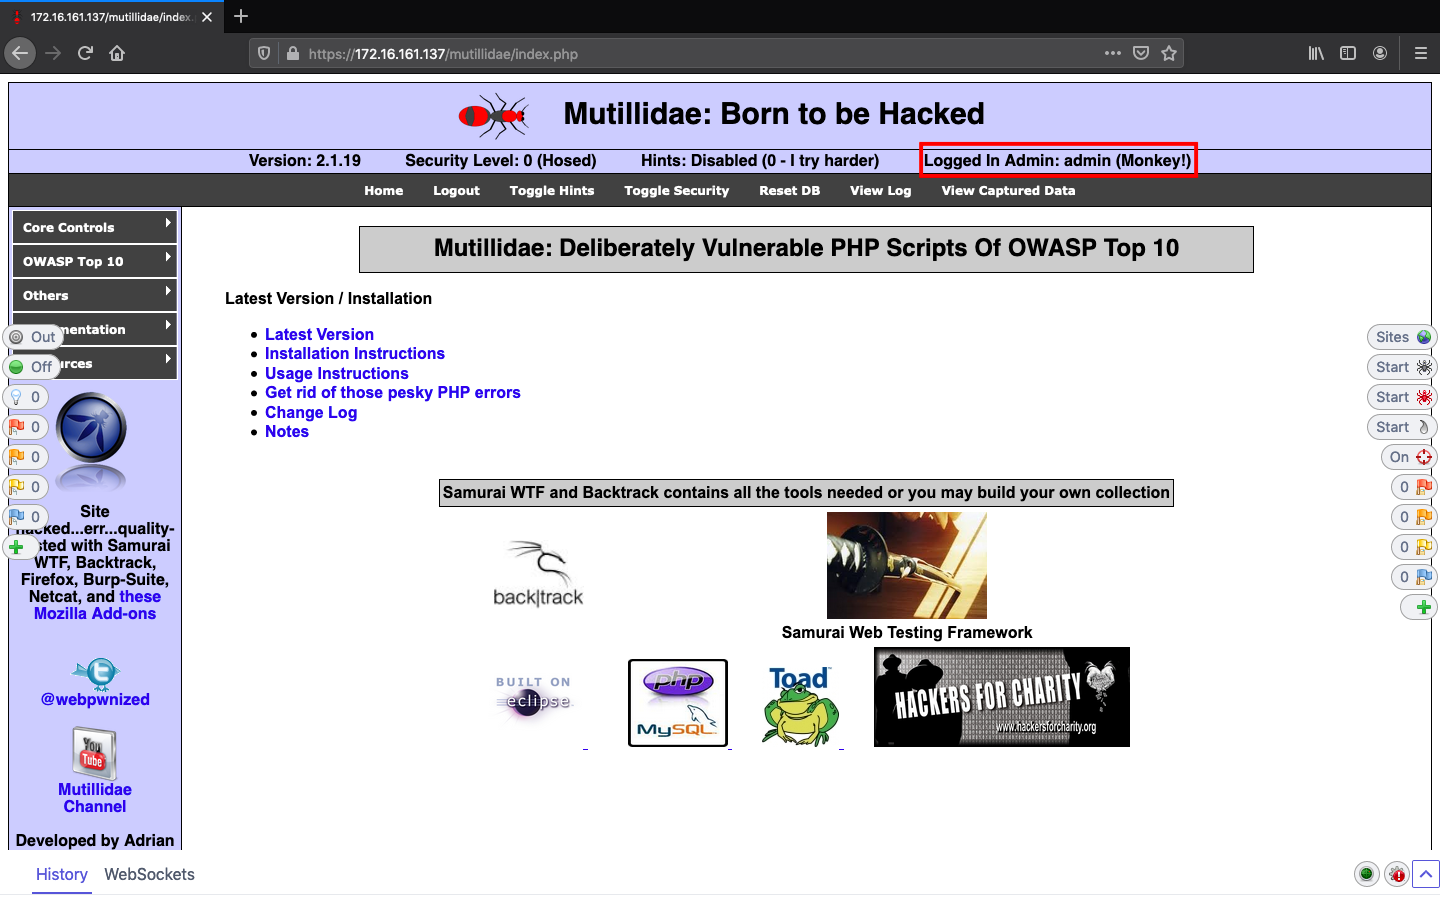 172.16.161.137/mutillidae/index.
https://172.16.161.137/mutillidae/index.php
Mutillidae: Born to be Hacked
Version: 2.1.19 Security Level: 0 (Hosed) Hints: Disabled (0 - I try harder) Logged In Admin: admin (Monkey!)
Home Logout Toggle Hints Toggle Security Reset DB View Log View Captured Data
Core Controls
OWASP Top 10
Others
mentation
urces
Out
Off
0
0
0
0
0
Site
hacked...err...quality-
sted with Samurai
WTF, Backtrack,
Firefox, Burp-Suite,
Netcat, and these
Mozilla Add-ons
@webpwnized
You
Tube
Mutillidae
Channel
Developed by Adrian
Mutillidae: Deliberately Vulnerable PHP Scripts Of OWASP Top 10
Latest Version / Installation
Latest Version
Installation Instructions
Usage Instructions
Get rid of those pesky PHP errors
Change Log
Notes
Samurai WTF and Backtrack contains all the tools needed or you may build your own collection
back|track
Samurai Web Testing Framework
BUILT ON
eclipse
php
MySQL
Toad
HACKERS FOR CHARITY
www.hackersforcharity.org
Sites
Start
Start
Start
On
0
0
0
0
History WebSockets